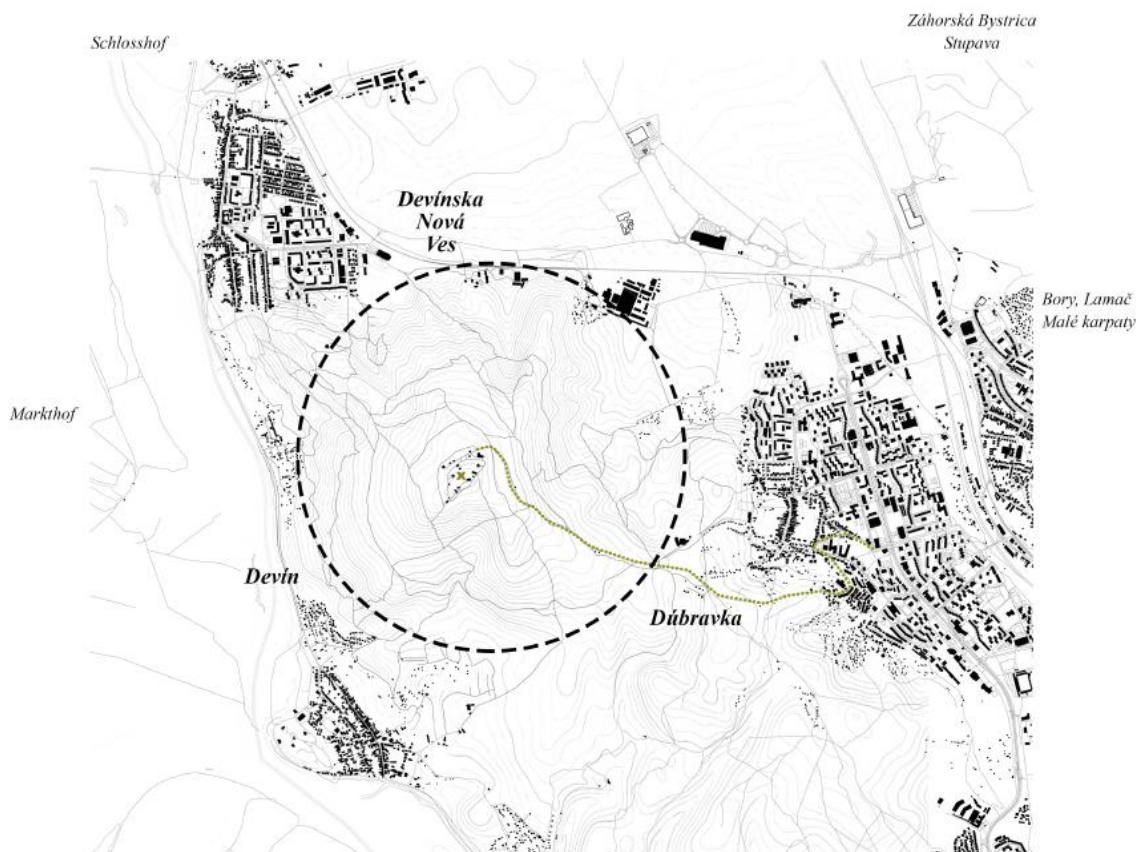 Záhorská Bystrica
Stupava
Schlosshof
Devínska
Nová
Ves
Bory, Lamač
Malé karpaty
Markthof
Devín
Dúbravka